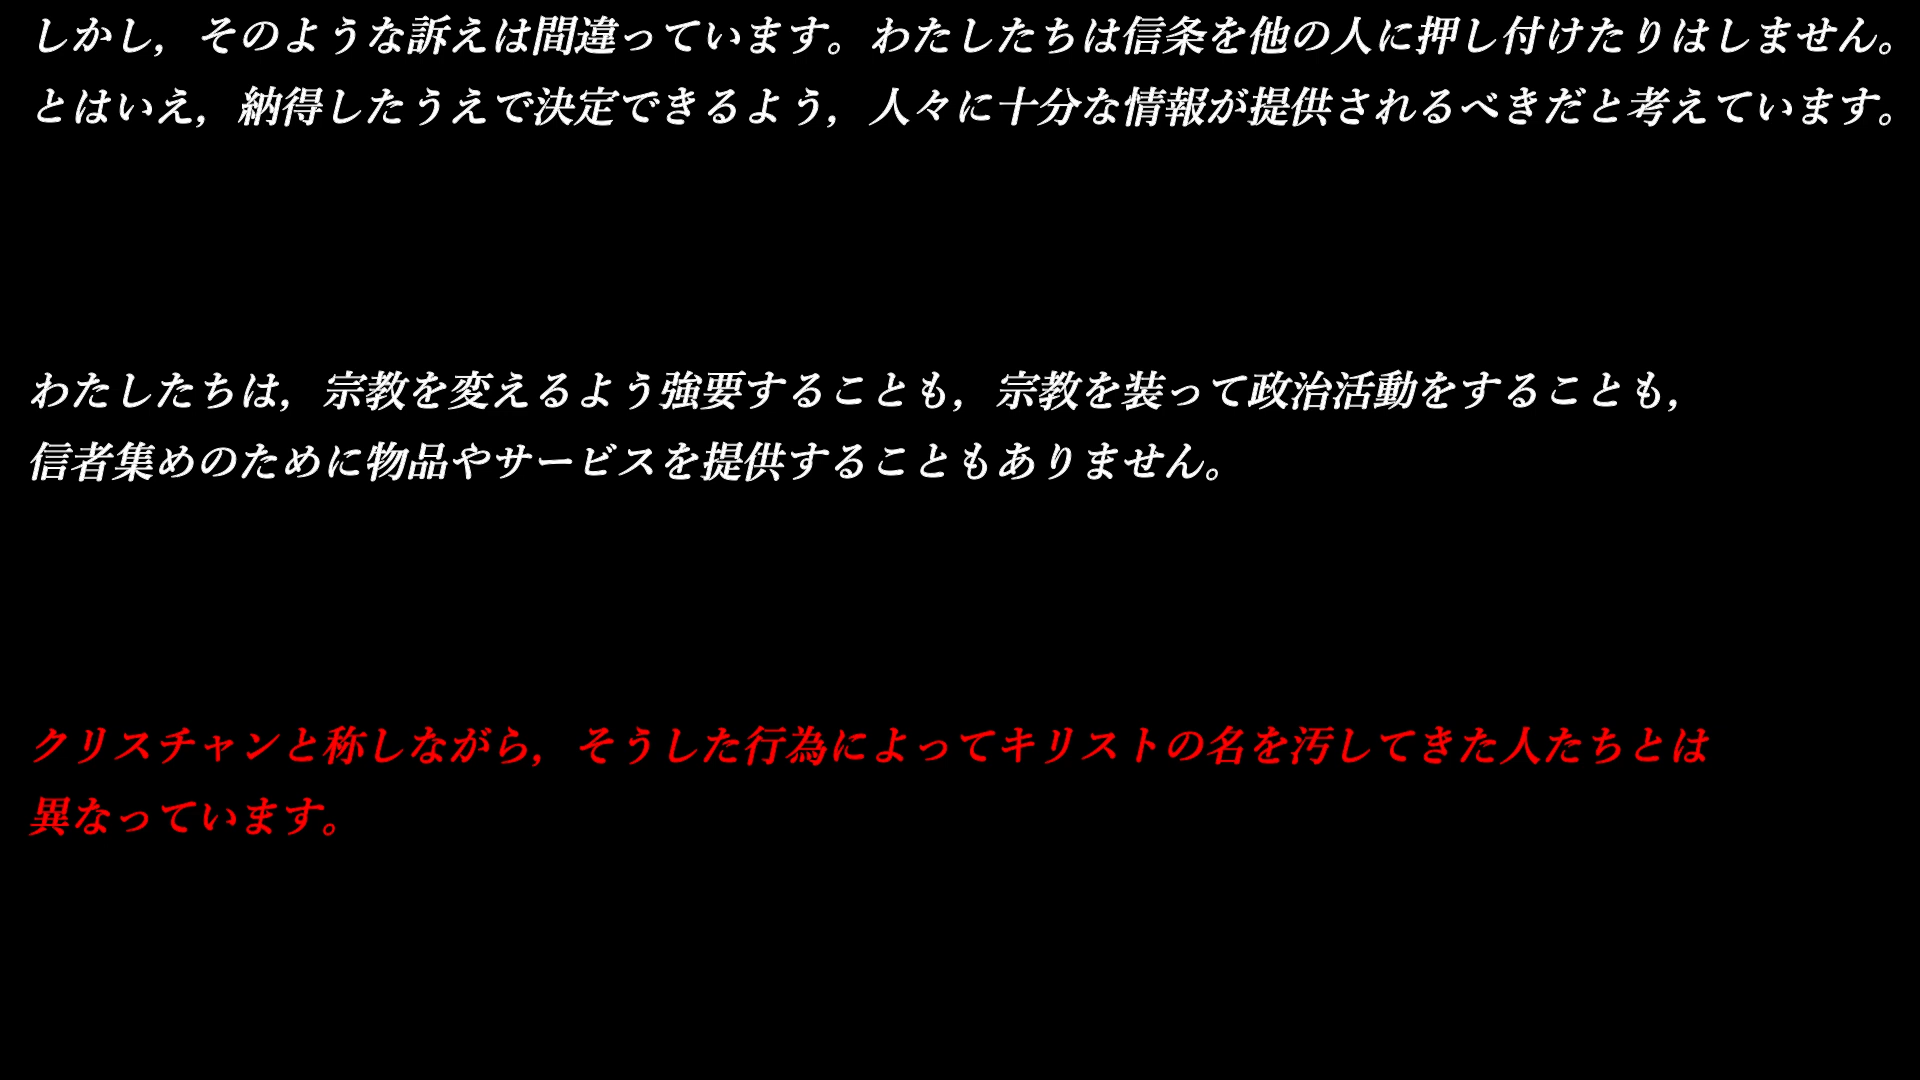 しかし，そのような訴えは間違っています。わたしたちは信条を他の人に押し付けたりはしません。
とはいえ，納得したうえで決定できるよう，人々に十分な情報が提供されるべきだと考えています。
わたしたちは，宗教を変えるよう強要することも，宗教を装って政治活動をすることも，
信者集めのために物品やサービスを提供することもありません。
クリスチャンと称しながら，そうした行為によってキリストの名を汚してきた人たちとは
異なっています。